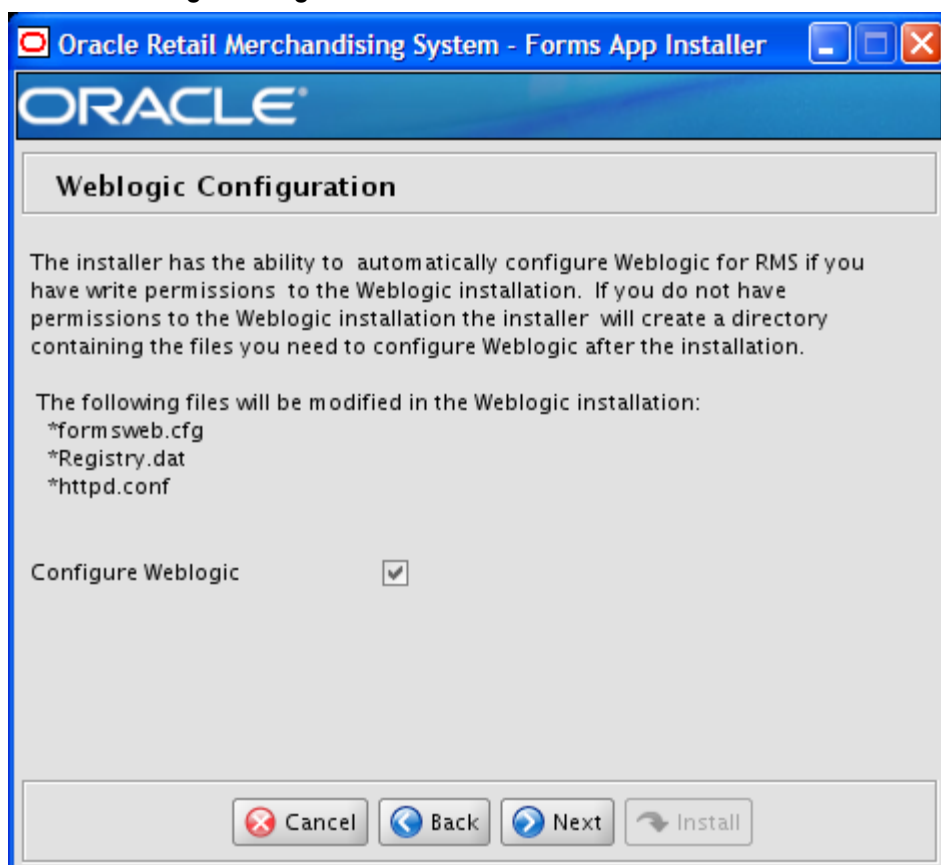 Oracle Retail Merchandising System - Forms App Installer
ORACLE®
Weblogic Configuration
The installer has the ability to automatically configure Weblogic for RMS if you
have write permissions to the Weblogic installation. If you do not have
permissions to the Weblogic installation the installer will create a directory
containing the files you need to configure Weblogic after the installation.
The following files will be modified in the Weblogic installation:
*formsweb.cfg
*Registry.dat
*httpd.conf
Configure Weblogic
Cancel
Back
Next
Install